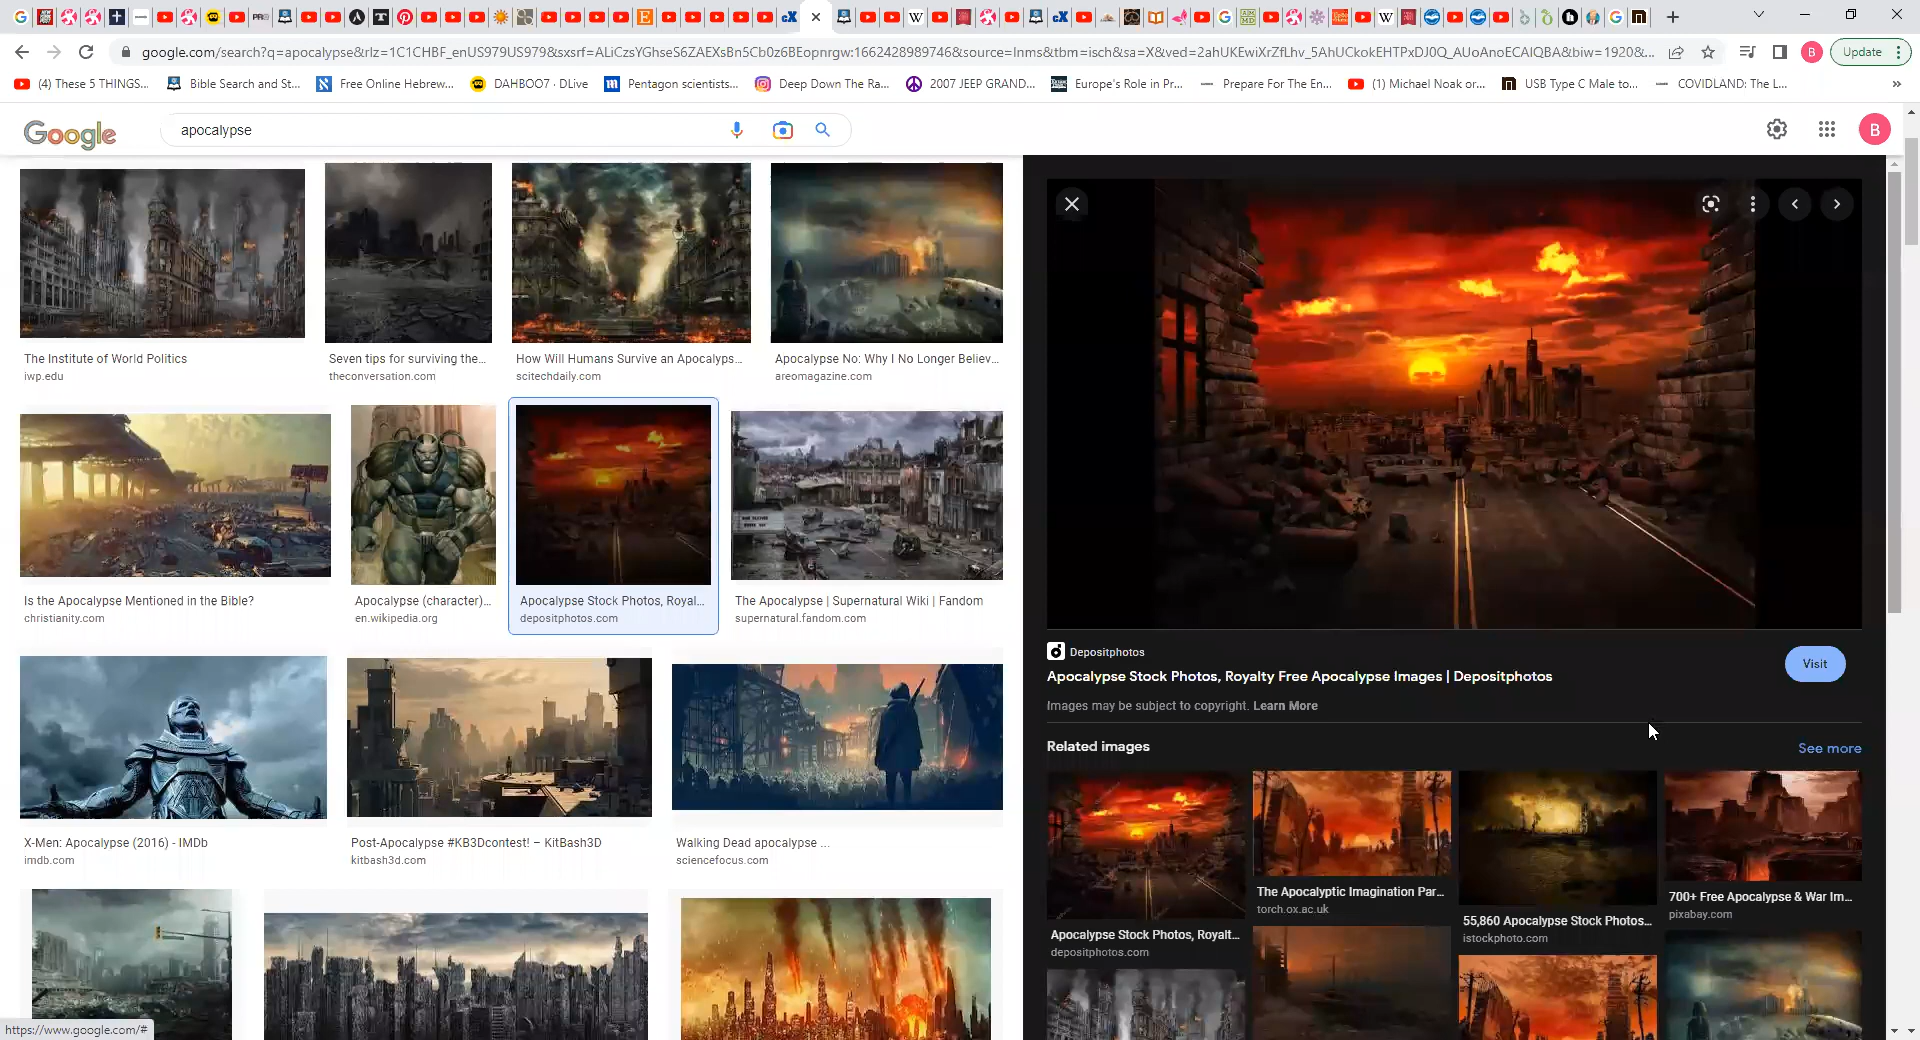 google.com/search?q=apocalypse&rlz=1C1CHBF_enUS979US979&sxsrf=ALiCzsYGhseS6ZAEXsBn5Cb0z6BEopnrgw:1662428989746&source=lnms&tbm=isch&sa=X&ved=2ahUKEwiXrZfLhv_5AhUCkokEHTPxDJ0Q_AUoAnoECAIQBA&biw=1920&...
Update
(4) These 5 THINGS...
Bible Search and St...
Free Online Hebrew...
DAHBOO7 · DLive
Pentagon scientists...
Deep Down The Ra...
2007 JEEP GRAND...
Europe's Role in Pr...
Prepare For The En...
(1) Michael Noak or...
USB Type C Male to...
COVIDLAND: The L...
Google
apocalypse
B
The Institute of World Politics
iwp.edu
Seven tips for surviving the...
theconversation.com
How Will Humans Survive an Apocalyps...
scitechdaily.com
Apocalypse No: Why I No Longer Believ...
areomagazine.com
Is the Apocalypse Mentioned in the Bible?
christianity.com
Apocalypse (character)...
en.wikipedia.org
Apocalypse Stock Photos, Royal...
depositphotos.com
The Apocalypse | Supernatural Wiki | Fandom
supernatural.fandom.com
X-Men: Apocalypse (2016) - IMDb
imdb.com
Post-Apocalypse #KB3Dcontest! – KitBash3D
kitbash3d.com
Walking Dead apocalypse ...
sciencefocus.com
https://www.google.com/#
Depositphotos
Apocalypse Stock Photos, Royalty Free Apocalypse Images | Depositphotos
Visit
Images may be subject to copyright. Learn More
Related images
See more
Apocalypse Stock Photos, Royalt...
depositphotos.com
The Apocalyptic Imagination Par...
torch.ox.ac.uk
55,860 Apocalypse Stock Photos...
istockphoto.com
700+ Free Apocalypse & War Im...
pixabay.com